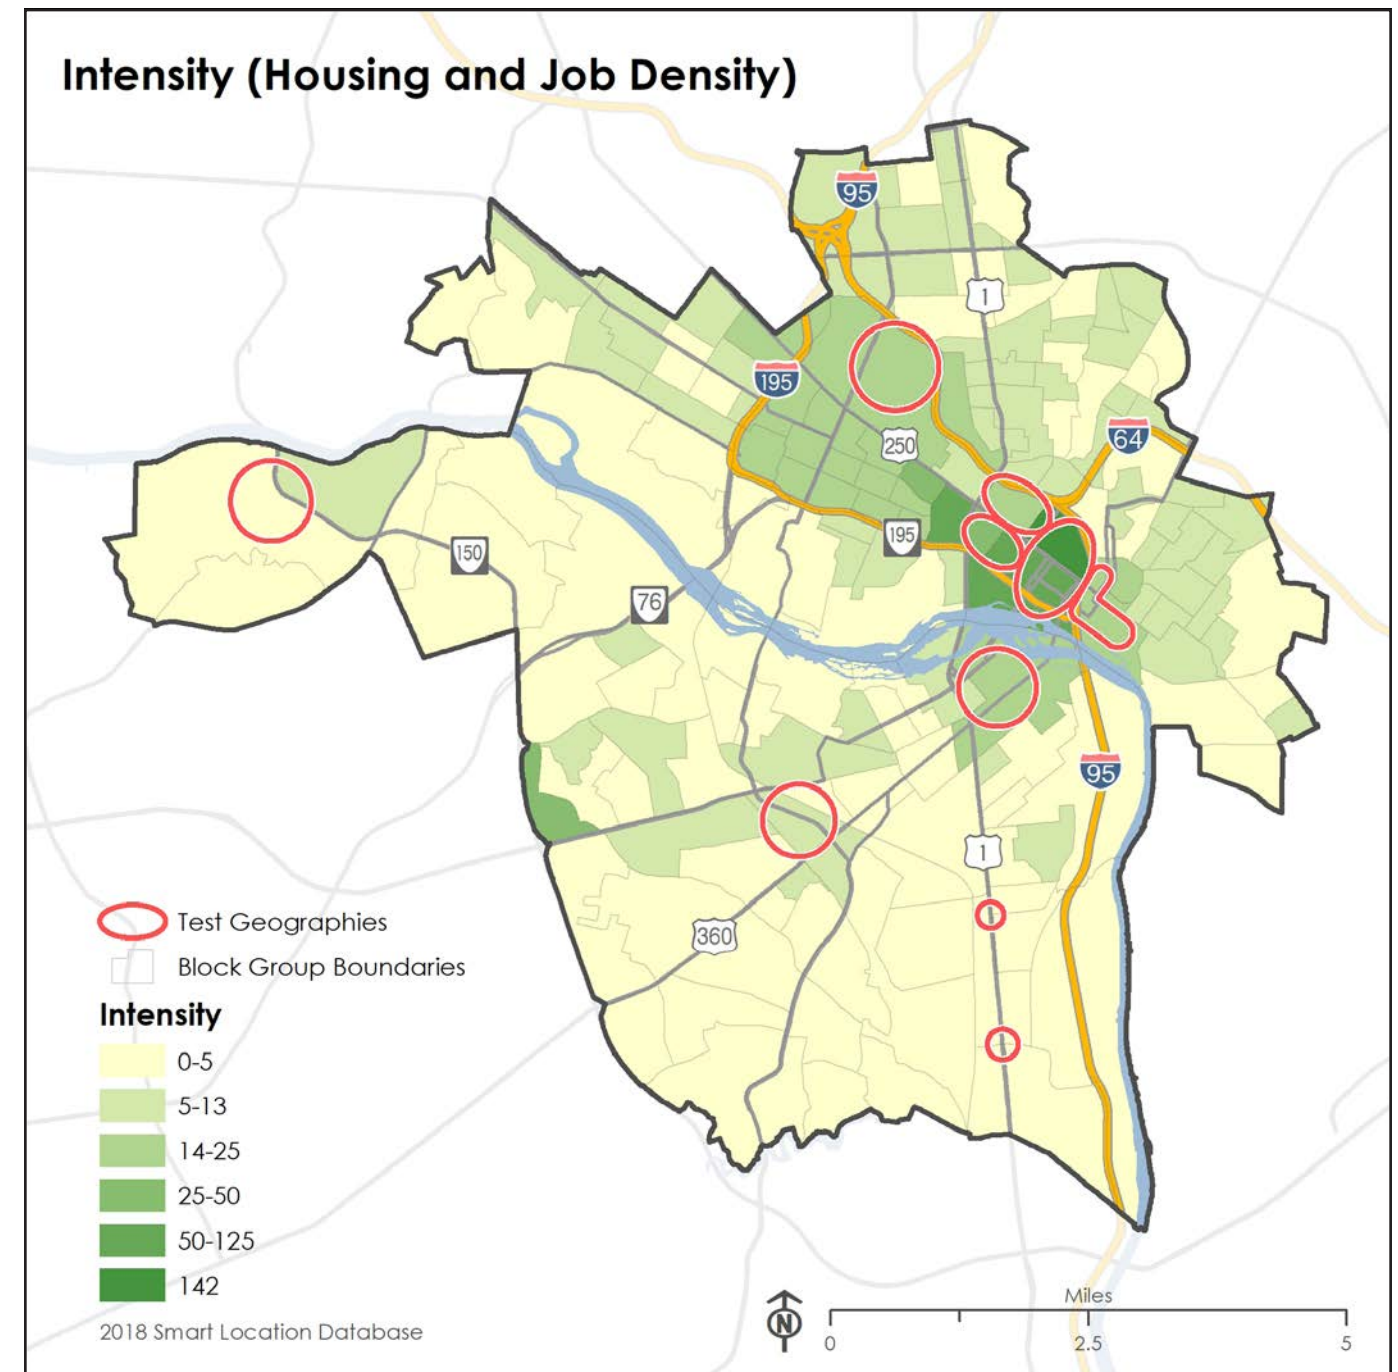 Intensity (Housing and Job Density)
95
1
195
64
250
195
150
76
95
1
360
Test Geographies
Block Group Boundaries
Intensity
0-5
5-13
14-25
25-50
50-125
142
2018 Smart Location Database
N
Miles
0
2.5
5